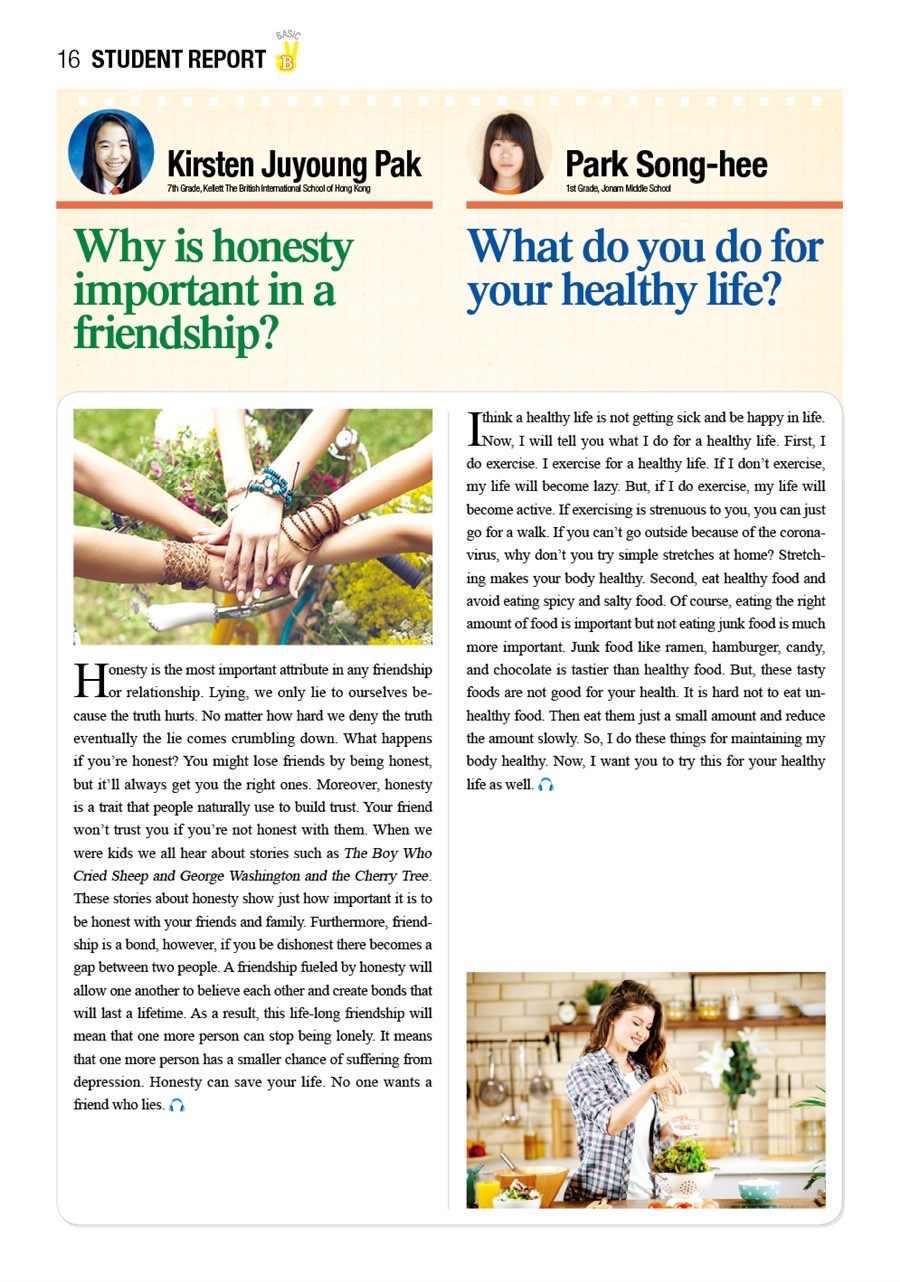 16 STUDENT REPORT
BASIC
B
Kirsten Juyoung Pak
7th Grade, Kellett The British International School of Hong Kong
Why is honesty
important in a
friendship?
Honesty is the most important attribute in any friendship
or relationship. Lying, we only lie to ourselves be-
cause the truth hurts. No matter how hard we deny the truth
eventually the lie comes crumbling down. What happens
if you’re honest? You might lose friends by being honest,
but it’ll always get you the right ones. Moreover, honesty
is a trait that people naturally use to build trust. Your friend
won’t trust you if you’re not honest with them. When we
were kids we all hear about stories such as The Boy Who
Cried Sheep and George Washington and the Cherry Tree.
These stories about honesty show just how important it is to
be honest with your friends and family. Furthermore, friend-
ship is a bond, however, if you be dishonest there becomes a
gap between two people. A friendship fueled by honesty will
allow one another to believe each other and create bonds that
will last a lifetime. As a result, this life-long friendship will
mean that one more person can stop being lonely. It means
that one more person has a smaller chance of suffering from
depression. Honesty can save your life. No one wants a
friend who lies.
Park Song-hee
1st Grade, Jonam Middle School
What do you do for
your healthy life?
I think a healthy life is not getting sick and be happy in life.
Now, I will tell you what I do for a healthy life. First, I
do exercise. I exercise for a healthy life. If I don’t exercise,
my life will become lazy. But, if I do exercise, my life will
become active. If exercising is strenuous to you, you can just
go for a walk. If you can’t go outside because of the corona-
virus, why don’t you try simple stretches at home? Stretch-
ing makes your body healthy. Second, eat healthy food and
avoid eating spicy and salty food. Of course, eating the right
amount of food is important but not eating junk food is much
more important. Junk food like ramen, hamburger, candy,
and chocolate is tastier than healthy food. But, these tasty
foods are not good for your health. It is hard not to eat un-
healthy food. Then eat them just a small amount and reduce
the amount slowly. So, I do these things for maintaining my
body healthy. Now, I want you to try this for your healthy
life as well.